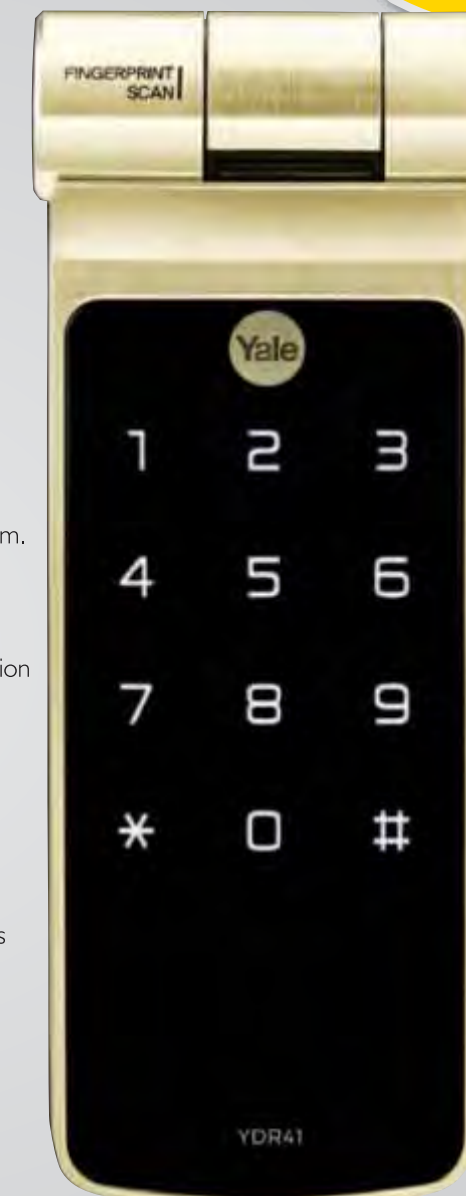 FINGERPRINT
SCAN
Yale
1 2 3
m.
4 5 6
ion
7 8 9
* 0 #
s
YDR41